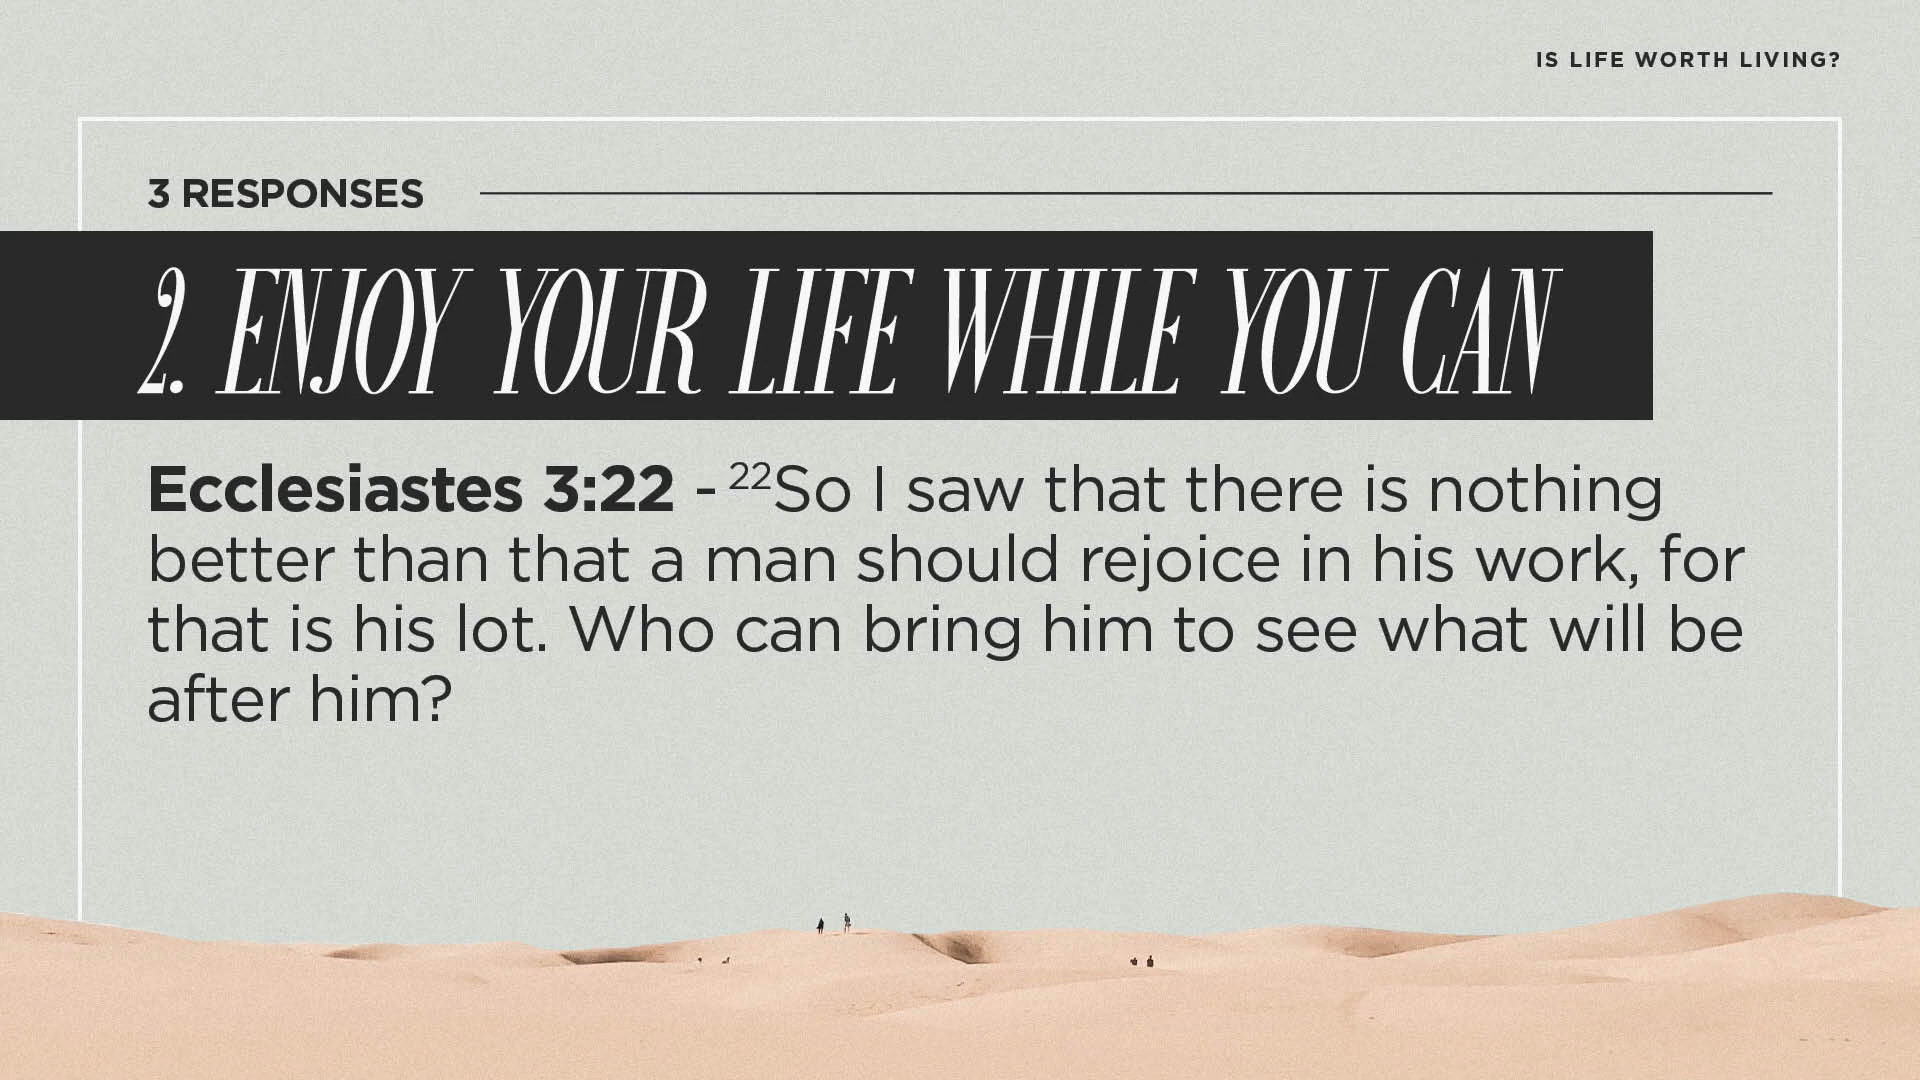 IS LIFE WORTH LIVING?
3 RESPONSES
2. ENJOY YOUR LIFE WHILE YOU CAN
Ecclesiastes 3:22 - 22So I saw that there is nothing
better than that a man should rejoice in his work, for
that is his lot. Who can bring him to see what will be
after him?